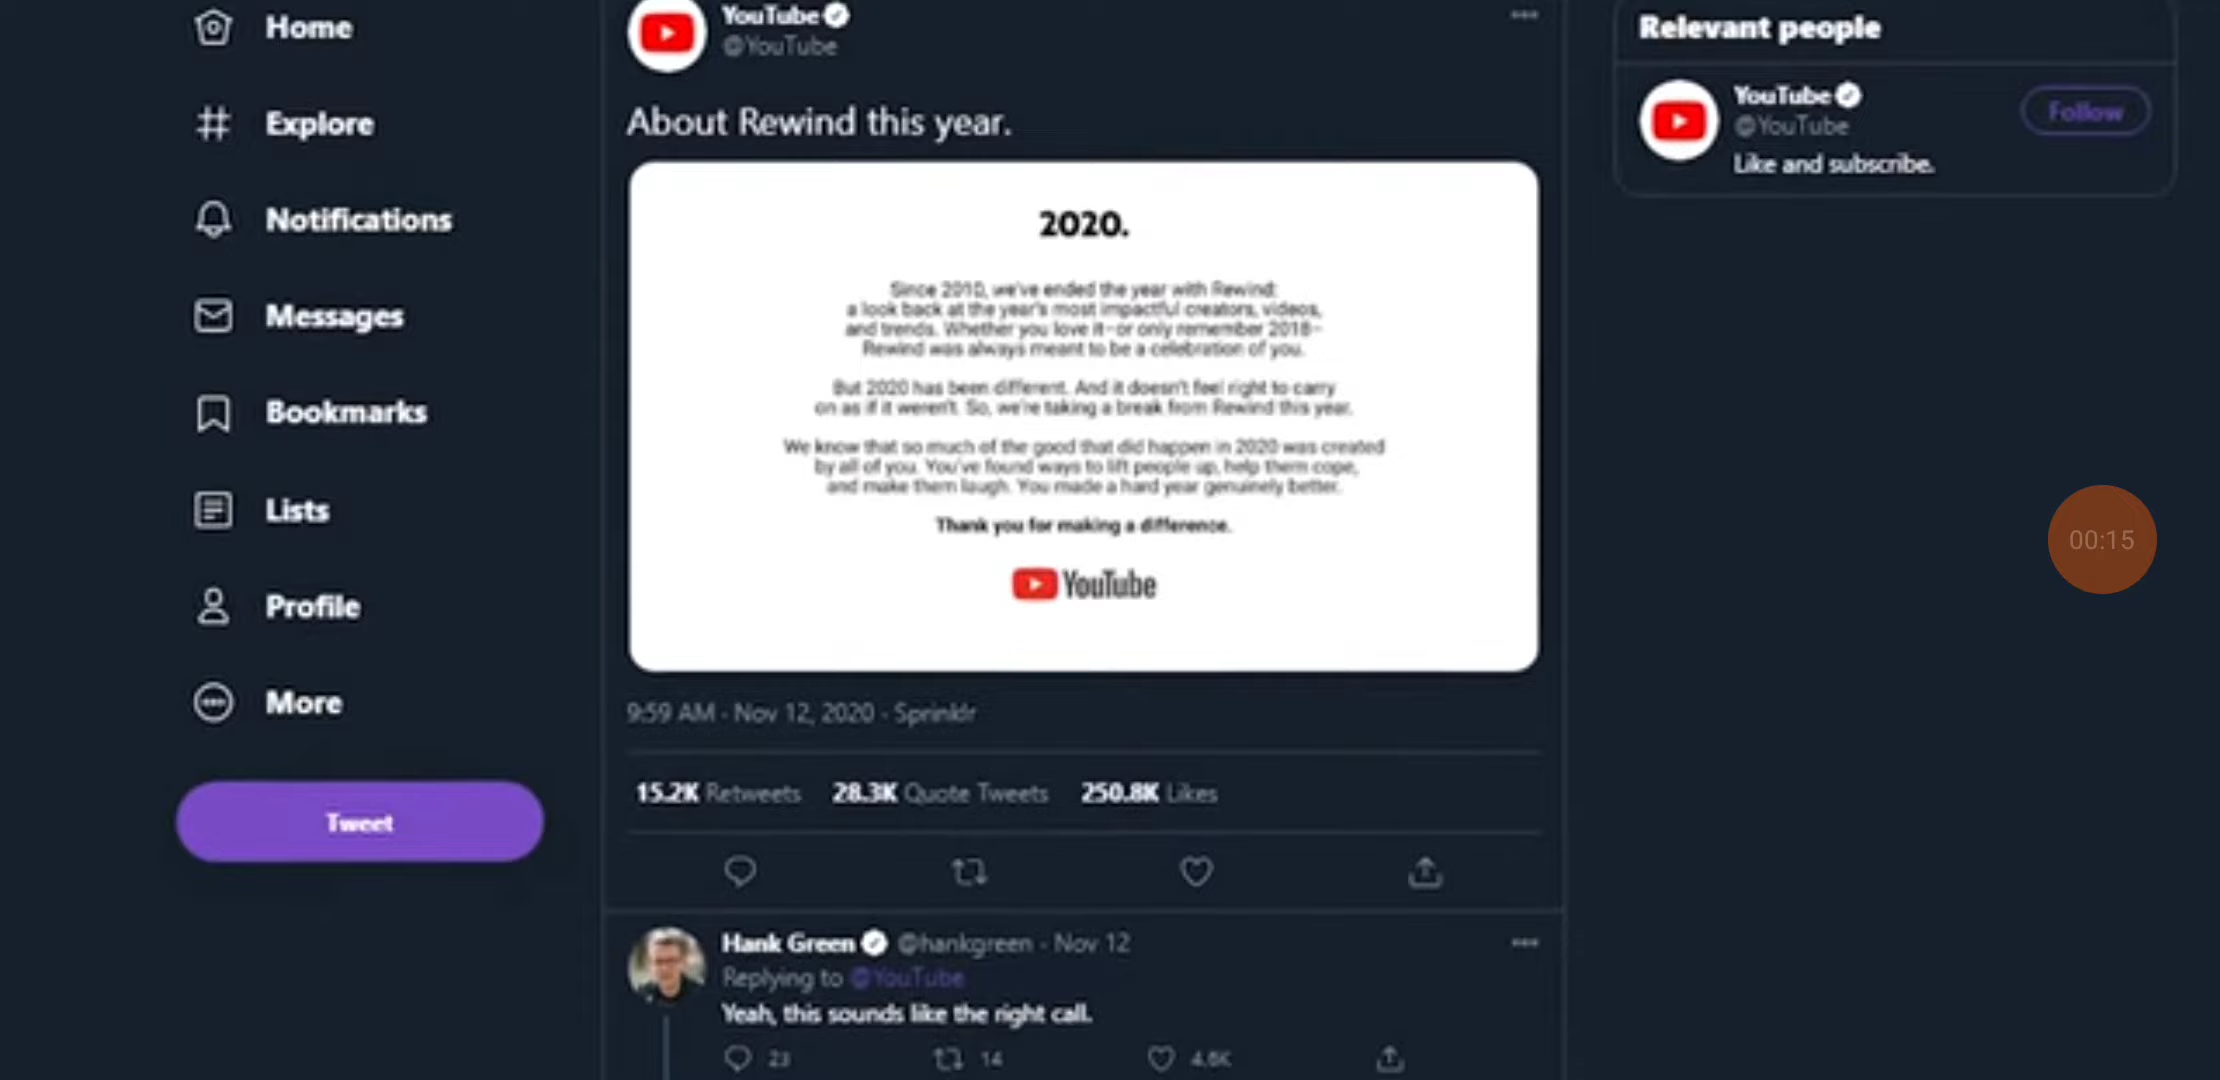 Home
Explore
Notifications
Messages
Bookmarks
Lists
Profile
More
Tweet
YouTube
@YouTube
About Rewind this year.
2020.
Since 2010, we've ended the year with Rewind:
a look back at the year's most impactful creators, videos,
and trends. Whether you love it–or only remember 2018–
Rewind was always meant to be a celebration of you.
But 2020 has been different. And it doesn't feel right to carry
on as if it weren't. So, we're taking a break from Rewind this year.
We know that so much of the good that did happen in 2020 was created
by all of you. You've found ways to lift people up, help them cope,
and make them laugh. You made a hard year genuinely better.
Thank you for making a difference.
YouTube
9:59 AM · Nov 12, 2020 · Sprinklr
15.2K Retweets 28.3K Quote Tweets 250.8K Likes
Hank Green @hankgreen · Nov 12
Replying to @YouTube
Yeah, this sounds like the right call.
23 14 4.6K
Relevant people
YouTube
@YouTube
Follow
Like and subscribe.
00:15